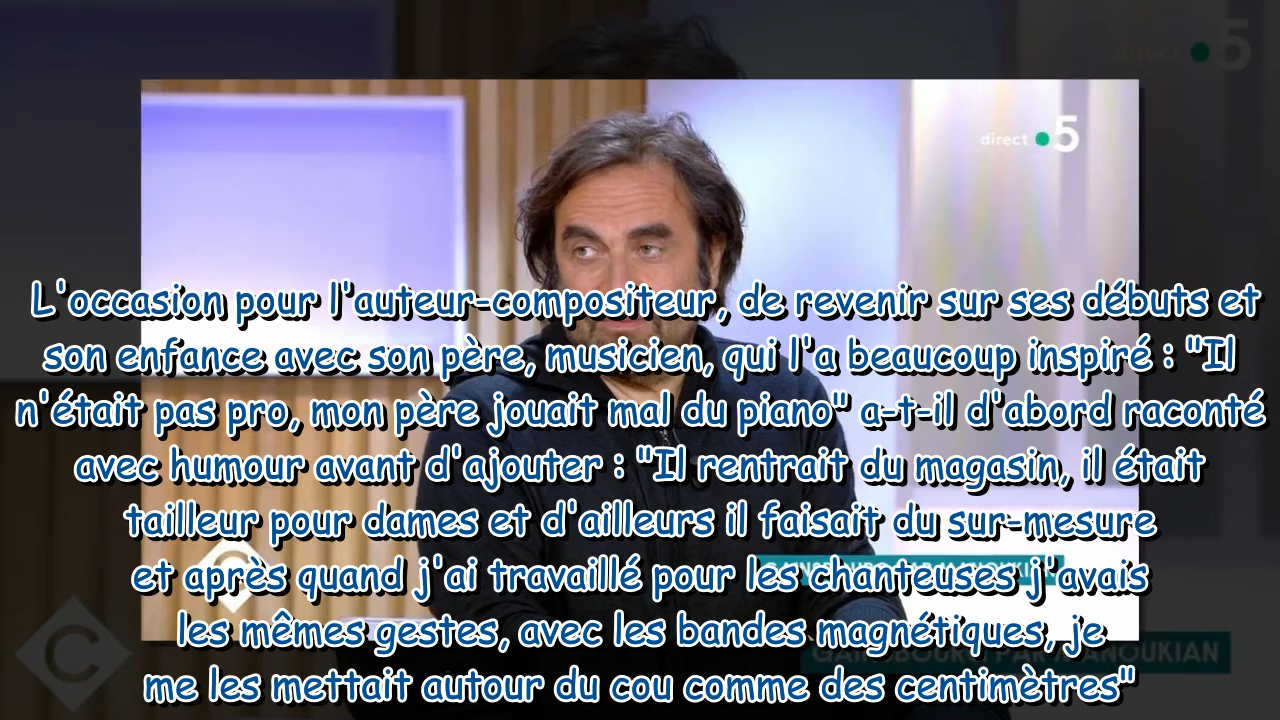 direct 5
direct 5
L'occasion pour l'auteur-compositeur, de revenir sur ses débuts et
son enfance avec son père, musicien, qui l'a beaucoup inspiré : "Il
n'était pas pro, mon père jouait mal du piano" a-t-il d'abord raconté
avec humour avant d'ajouter : "Il rentrait du magasin, il était
tailleur pour dames et d'ailleurs il faisait du sur-mesure
et après quand j'ai travaillé pour les chanteuses j'avais
les mêmes gestes, avec les bandes magnétiques, je
me les mettait autour du cou comme des centimètres"
C
GAINSBOURG PAR A. ANOUKIAN